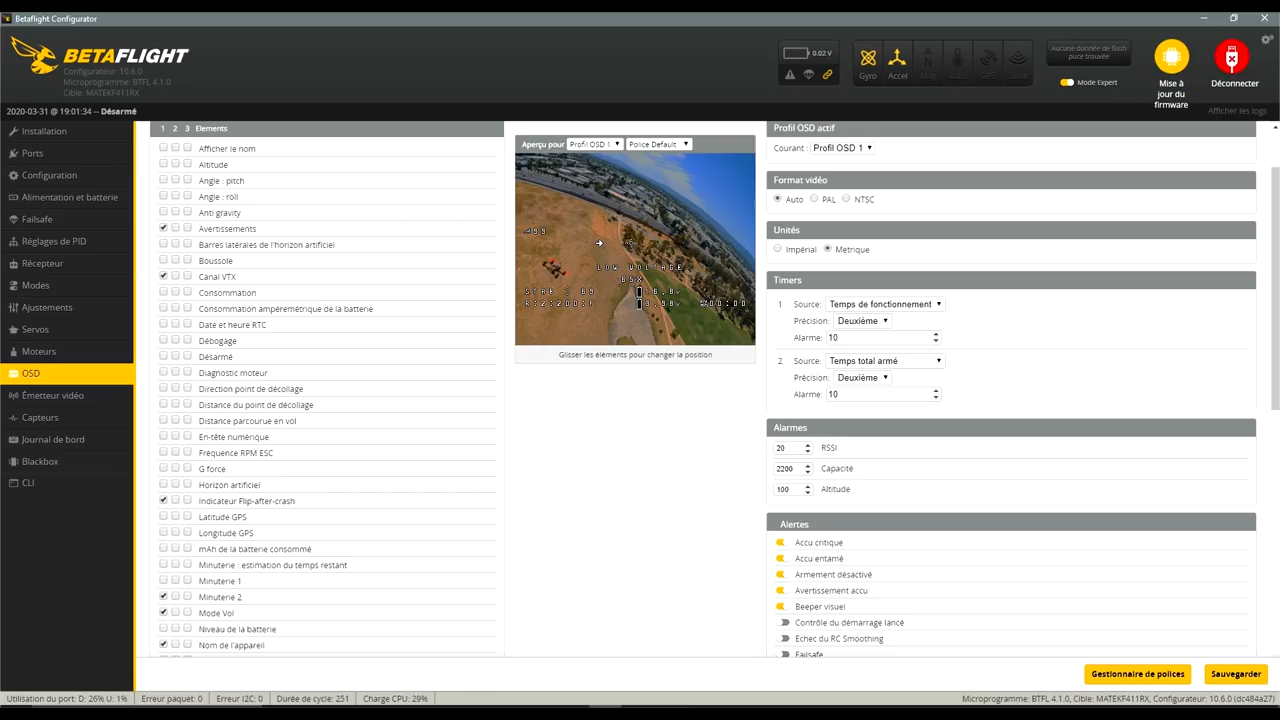 Betaflight Configurator
BETAFLIGHT
Configurateur: 10.6.0
Microprogramme: BTFL 4.1.0
Cible: MATEKF411RX
0.02 V
Gyro
Accel
Aucune donnée de flash
puce trouvée
Mode Expert
Mise à
jour du
firmware
Déconnecter
2020-03-31 @ 19:01:34 -- Désarmé
Afficher les logs
Installation
Ports
Configuration
Alimentation et batterie
Failsafe
Réglages de PID
Récepteur
Modes
Ajustements
Servos
Moteurs
OSD
Émetteur vidéo
Capteurs
Journal de bord
Blackbox
CLI
1 2 3 Elements
Afficher le nom
Altitude
Angle : pitch
Angle : roll
Anti gravity
Avertissements
Barres latérales de l'horizon artificiel
Boussole
Canal VTX
Consommation
Consommation ampèremétrique de la batterie
Date et heure RTC
Débogage
Désarmé
Diagnostic moteur
Direction point de décollage
Distance du point de décollage
Distance parcourue en vol
En-tête numérique
Fréquence RPM ESC
G force
Horizon artificiel
Indicateur Flip-after-crash
Latitude GPS
Longitude GPS
mAh de la batterie consommé
Minuterie : estimation du temps restant
Minuterie 1
Minuterie 2
Mode Vol
Niveau de la batterie
Nom de l'appareil
Aperçu pour Profil OSD 1 Police Default
99
LOW VOLTAGE
R:2:200:P
00:00
Glisser les éléments pour changer la position
Profil OSD actif
Courant : Profil OSD 1
Format vidéo
Auto PAL NTSC
Unités
Impérial Metrique
Timers
1 Source: Temps de fonctionnement
Précision: Deuxième
Alarme: 10
2 Source: Temps total armé
Précision: Deuxième
Alarme: 10
Alarmes
20 RSSI
2200 Capacité
100 Altitude
Alertes
Accu critique
Accu entamé
Armement désactivé
Avertissement accu
Beeper visuel
Contrôle du démarrage lancé
Echec du RC Smoothing
Failsafe
Gestionnaire de polices
Sauvegarder
Utilisation du port: D: 26% U: 1% Erreur paquet: 0 Erreur I2C: 0 Durée de cycle: 251 Charge CPU: 29% Microprogramme: BTFL 4.1.0, Cible: MATEKF411RX, Configurateur: 10.6.0 (dc484a27)